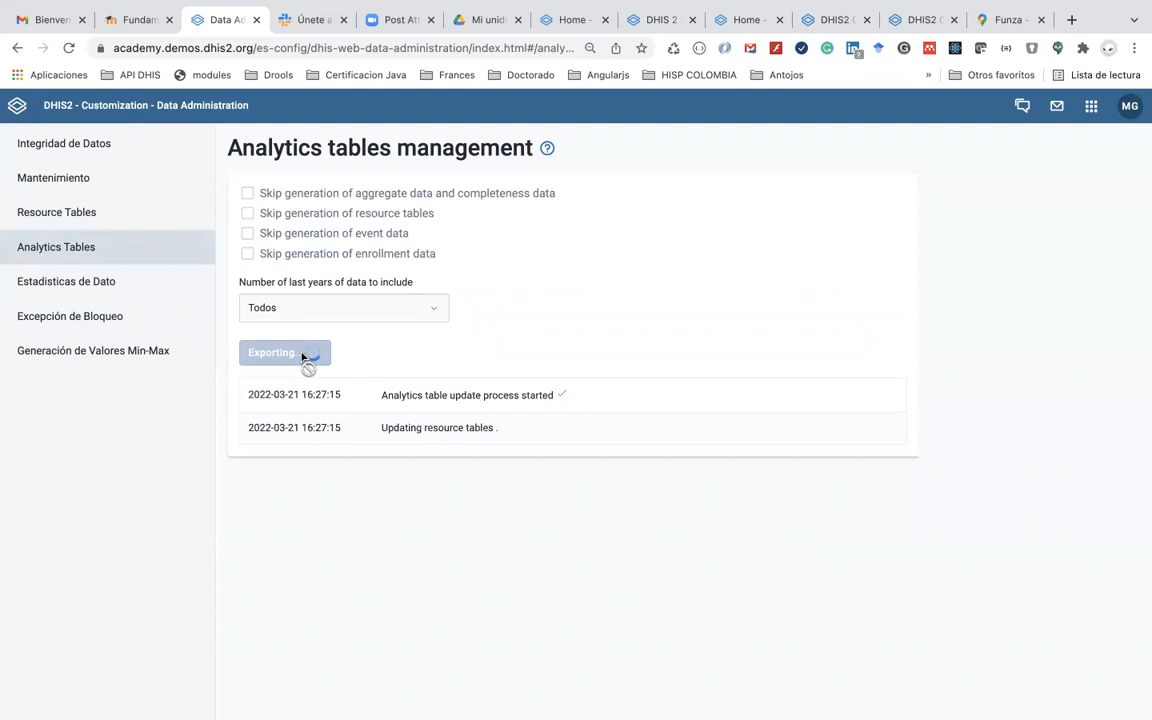 Bienven
Fundam
Data Ad
Únete a
Post Att
Mi unid
Home -
DHIS 2
Home -
DHIS2 C
DHIS2 C
Funza -
academy.demos.dhis2.org/es-config/dhis-web-data-administration/index.html#/analy...
Aplicaciones
API DHIS
modules
Drools
Certificacion Java
Frances
Doctorado
Angularjs
HISP COLOMBIA
Antojos
»
Otros favoritos
Lista de lectura
DHIS2 - Customization - Data Administration
MG
Integridad de Datos
Mantenimiento
Resource Tables
Analytics Tables
Estadisticas de Dato
Excepción de Bloqueo
Generación de Valores Min-Max
Analytics tables management
Skip generation of aggregate data and completeness data
Skip generation of resource tables
Skip generation of event data
Skip generation of enrollment data
Number of last years of data to include
Todos
Exporting
2022-03-21 16:27:15 Analytics table update process started
2022-03-21 16:27:15 Updating resource tables .